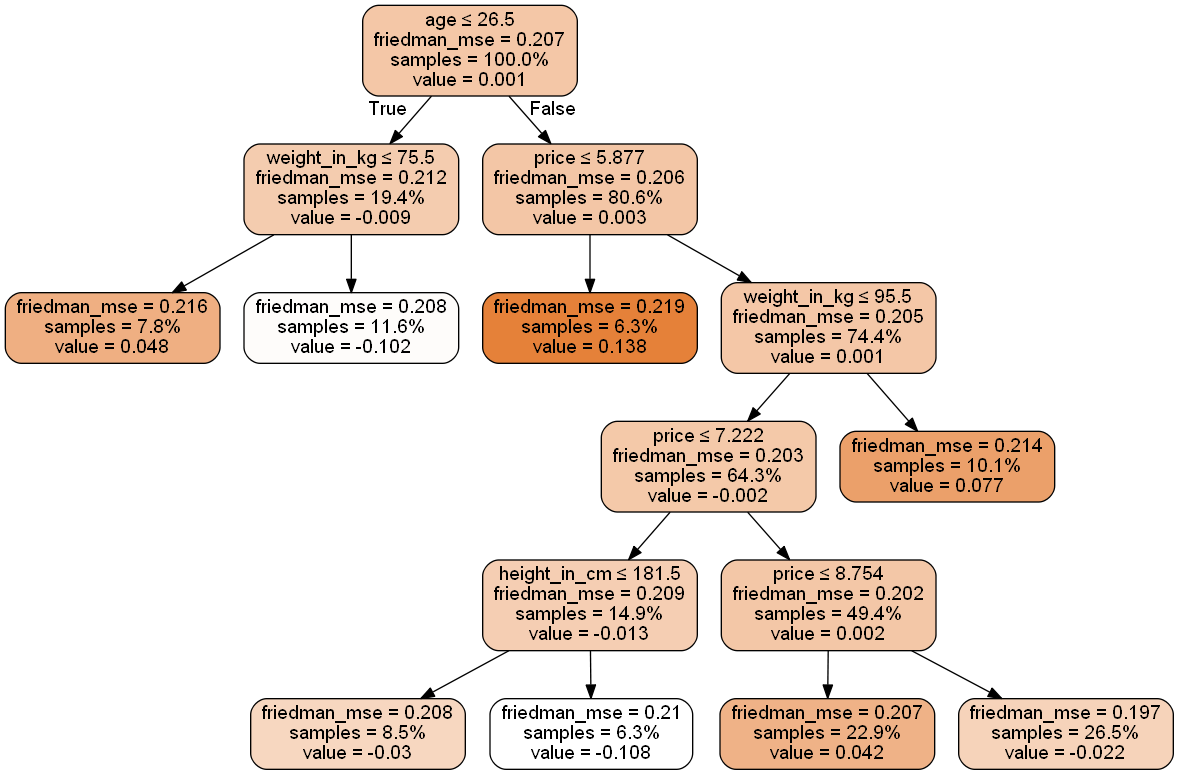 age ≤ 26.5
friedman_mse = 0.207
samples = 100.0%
value = 0.001
True
False
weight_in_kg ≤ 75.5
friedman_mse = 0.212
samples = 19.4%
value = -0.009
price ≤ 5.877
friedman_mse = 0.206
samples = 80.6%
value = 0.003
friedman_mse = 0.216
samples = 7.8%
value = 0.048
friedman_mse = 0.208
samples = 11.6%
value = -0.102
friedman_mse = 0.219
samples = 6.3%
value = 0.138
weight_in_kg ≤ 95.5
friedman_mse = 0.205
samples = 74.4%
value = 0.001
price ≤ 7.222
friedman_mse = 0.203
samples = 64.3%
value = -0.002
friedman_mse = 0.214
samples = 10.1%
value = 0.077
height_in_cm ≤ 181.5
friedman_mse = 0.209
samples = 14.9%
value = -0.013
price ≤ 8.754
friedman_mse = 0.202
samples = 49.4%
value = 0.002
friedman_mse = 0.208
samples = 8.5%
value = -0.03
friedman_mse = 0.21
samples = 6.3%
value = -0.108
friedman_mse = 0.207
samples = 22.9%
value = 0.042
friedman_mse = 0.197
samples = 26.5%
value = -0.022